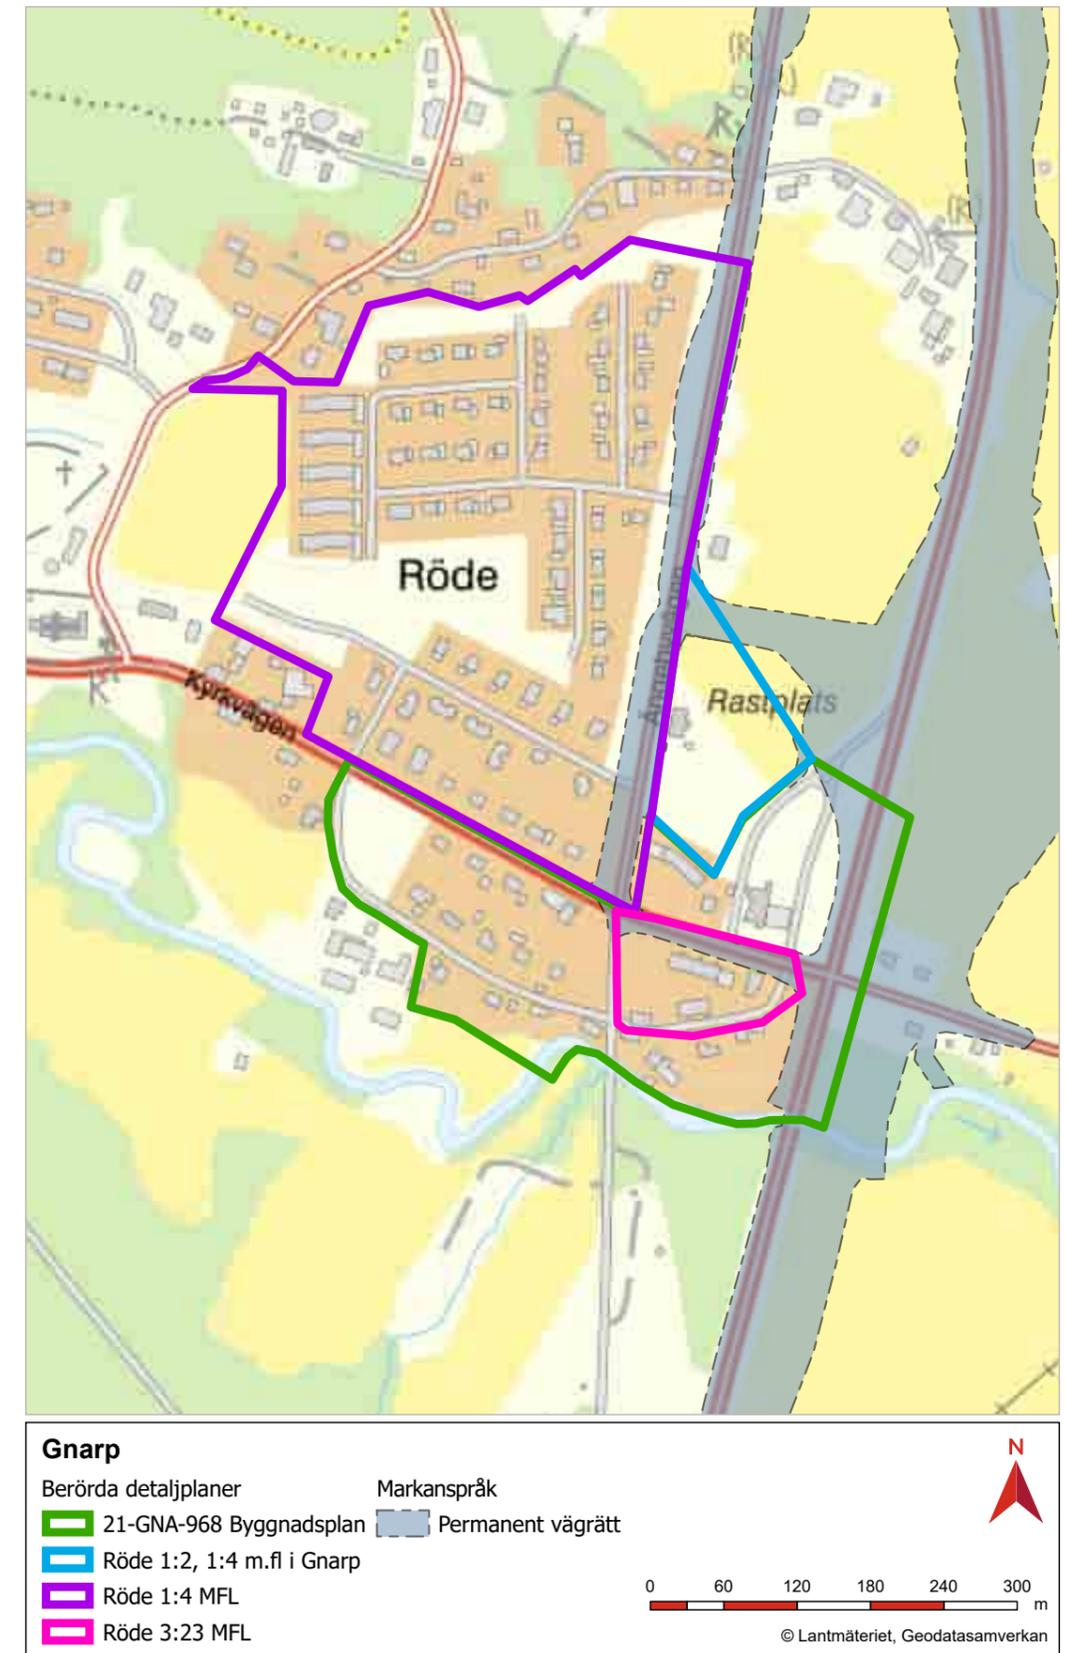 (R)
R
(R)
Röde
Rastplats
Kyrkvägen
K
Gnarp
N
Berörda detaljplaner
Markanspråk
21-GNA-968 Byggnadsplan
Permanent vägrätt
Röde 1:2, 1:4 m.fl i Gnarp
Röde 1:4 MFL
Röde 3:23 MFL
0 60 120 180 240 300
m
© Lantmäteriet, Geodatasamverkan